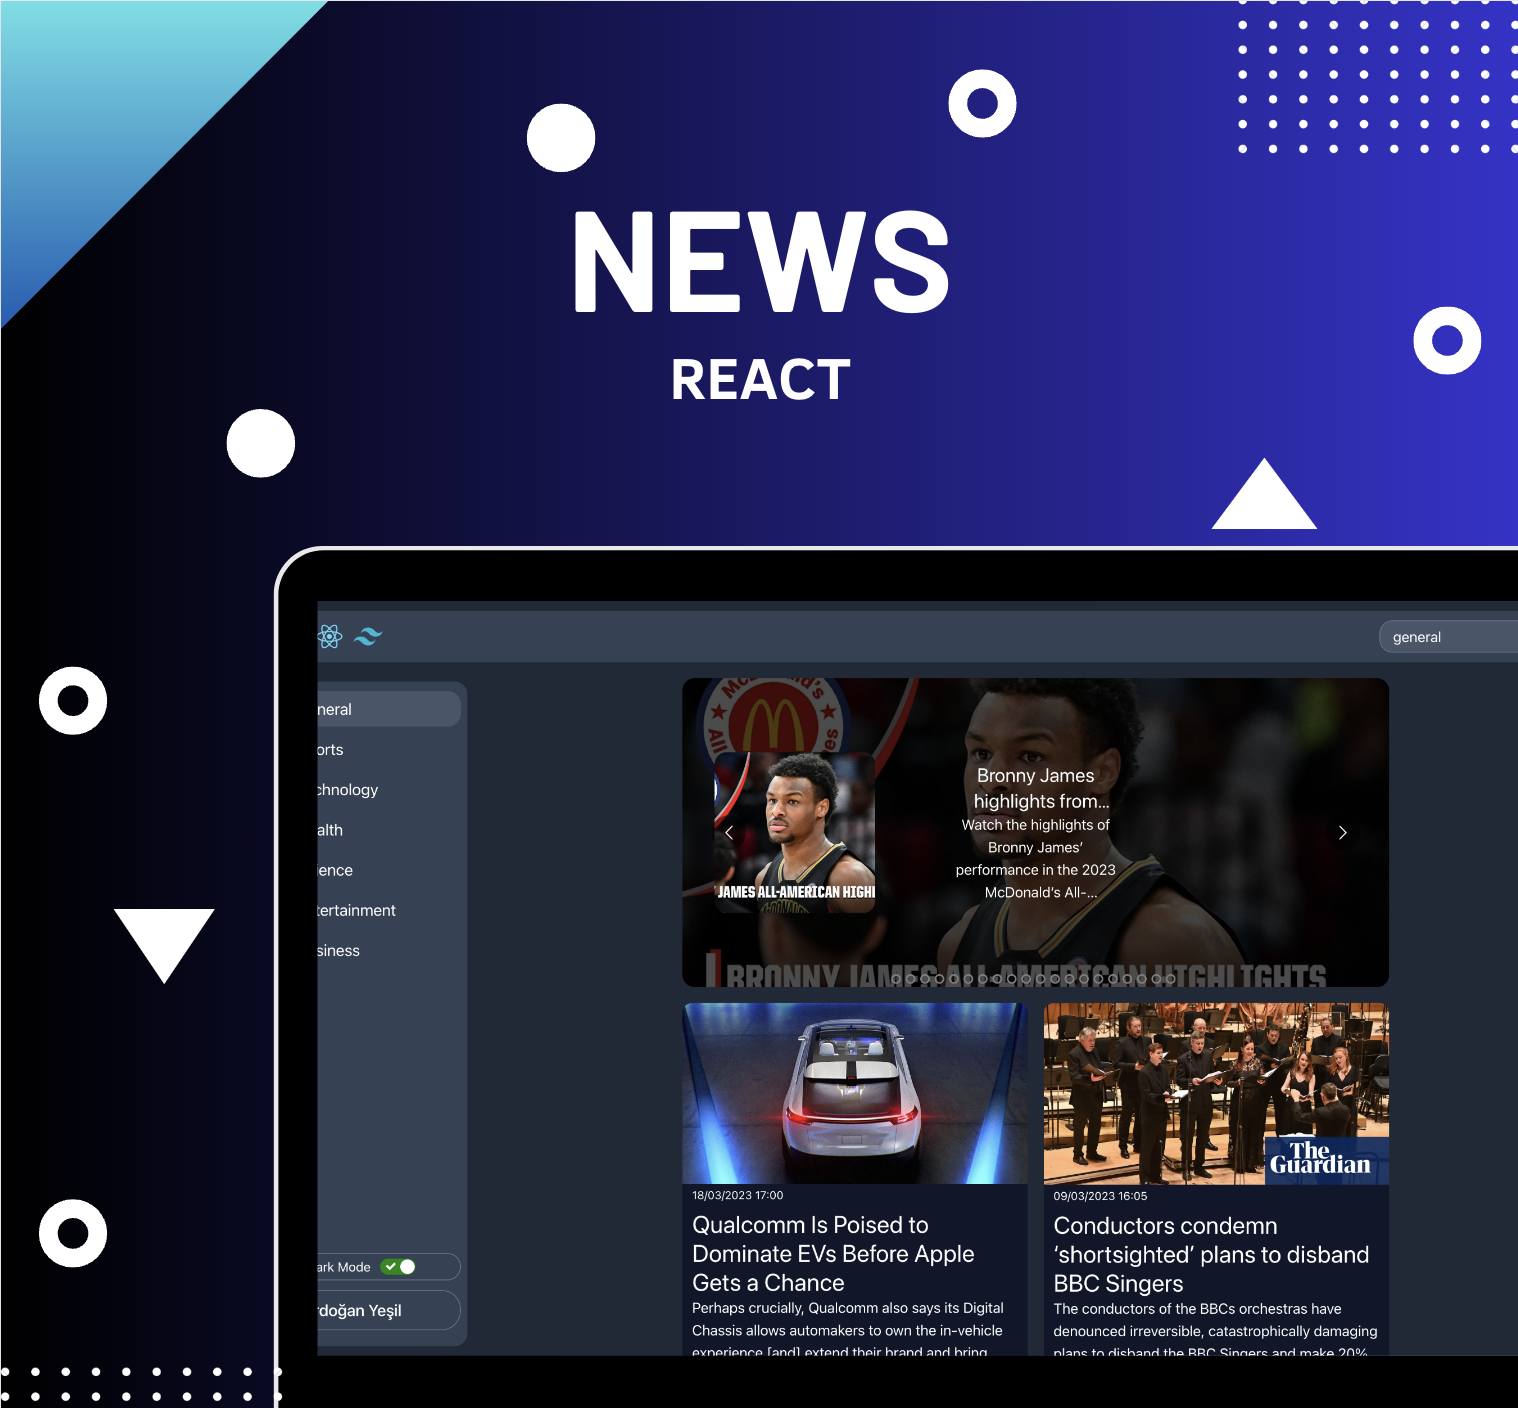 NEWS
REACT
general
neral
orts
chnology
alth
ience
tertainment
siness
ark Mode
rdoğan Yeşil
McDonald's
All
es
JAMES ALL-AMERICAN HIGHI
Bronny James
highlights from...
Watch the highlights of
Bronny James'
performance in the 2023
McDonald's All-...
BRONNY JAMES ALL-AMERICAN HIGHLIGHTS
The
Guardian
18/03/2023 17:00
Qualcomm Is Poised to
Dominate EVs Before Apple
Gets a Chance
Perhaps crucially, Qualcomm also says its Digital
Chassis allows automakers to own the in-vehicle
experience [and] extend their brand and bring
09/03/2023 16:05
Conductors condemn
‘shortsighted’ plans to disband
BBC Singers
The conductors of the BBCs orchestras have
denounced irreversible, catastrophically damaging
plans to disband the BBC Singers and make 20%